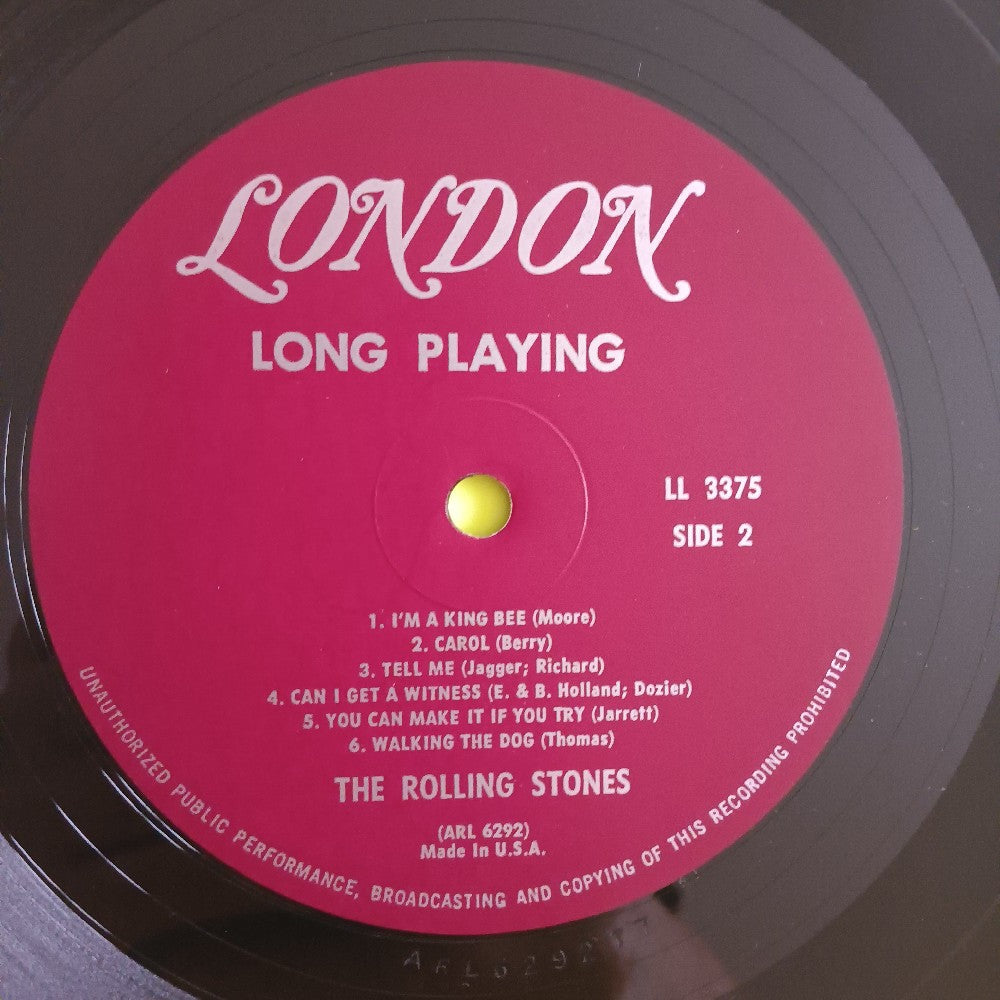 LONDON
LONG PLAYING
LL 3375
SIDE 2
1. I'M A KING BEE (Moore)
2. CAROL (Berry)
3. TELL ME (Jagger; Richard)
4. CAN I GET A WITNESS (E. & B. Holland; Dozier)
5. YOU CAN MAKE IT IF YOU TRY (Jarrett)
6. WALKING THE DOG (Thomas)
THE ROLLING STONES
(ARL 6292)
Made In U.S.A.
UNAUTHORIZED PUBLIC PERFORMANCE, BROADCASTING AND COPYING OF THIS RECORDING PROHIBITED
ARL6292